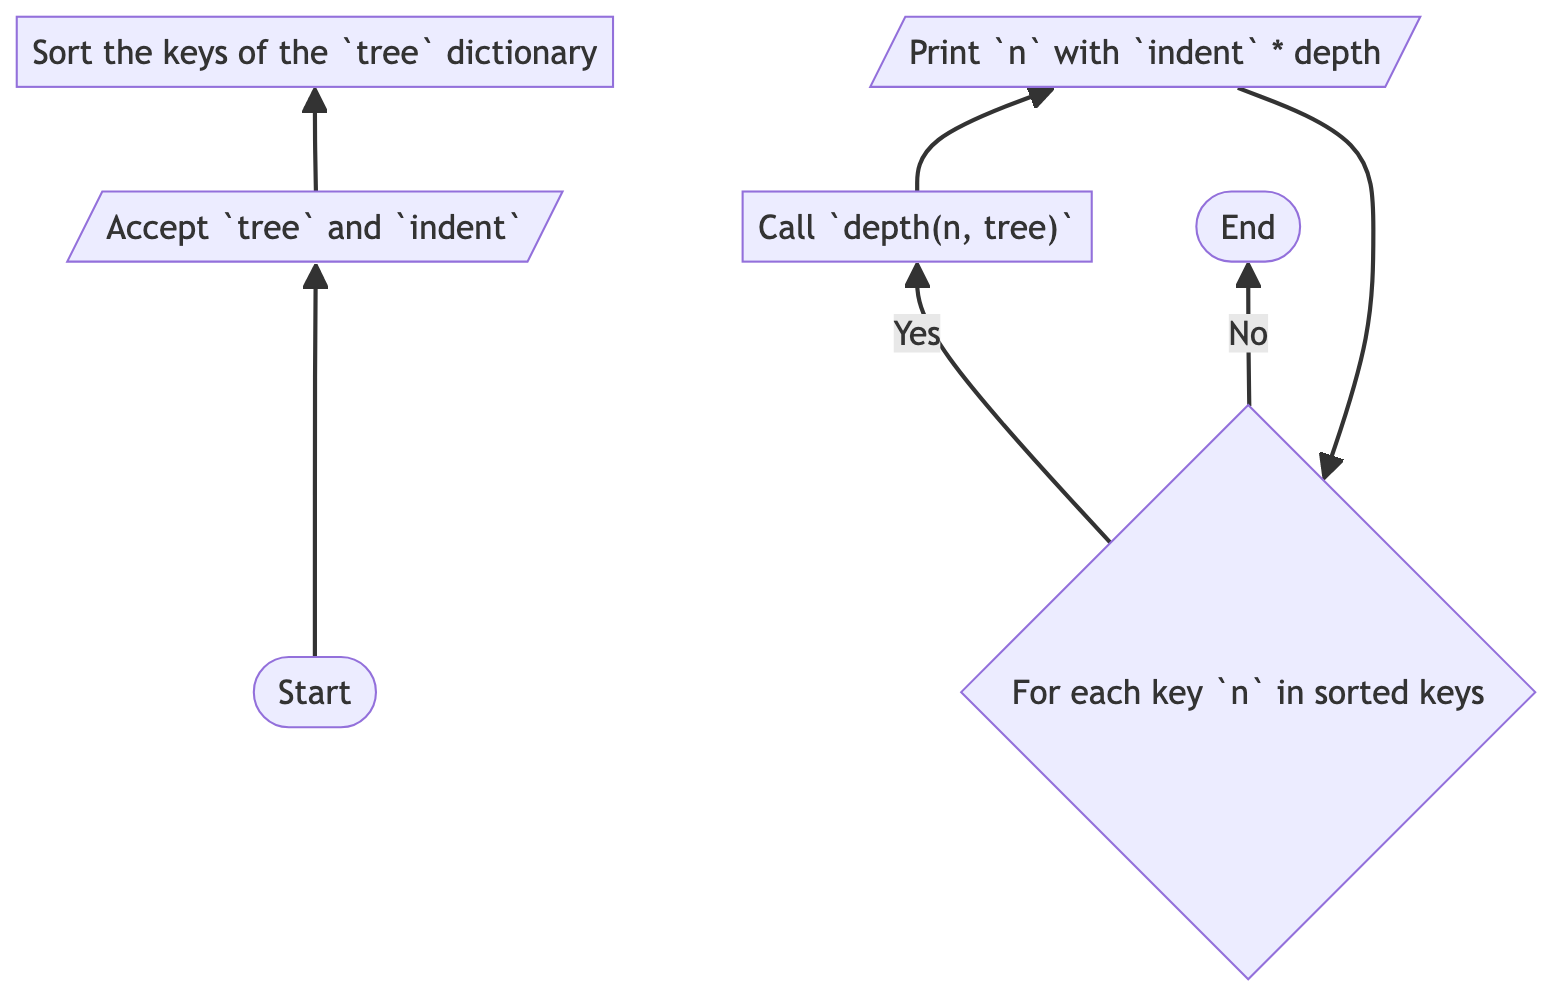 Sort the keys of the `tree` dictionary
Print `n` with `indent` * depth
Accept `tree` and `indent`
Call `depth(n, tree)`
End
Yes
No
Start
For each key `n` in sorted keys